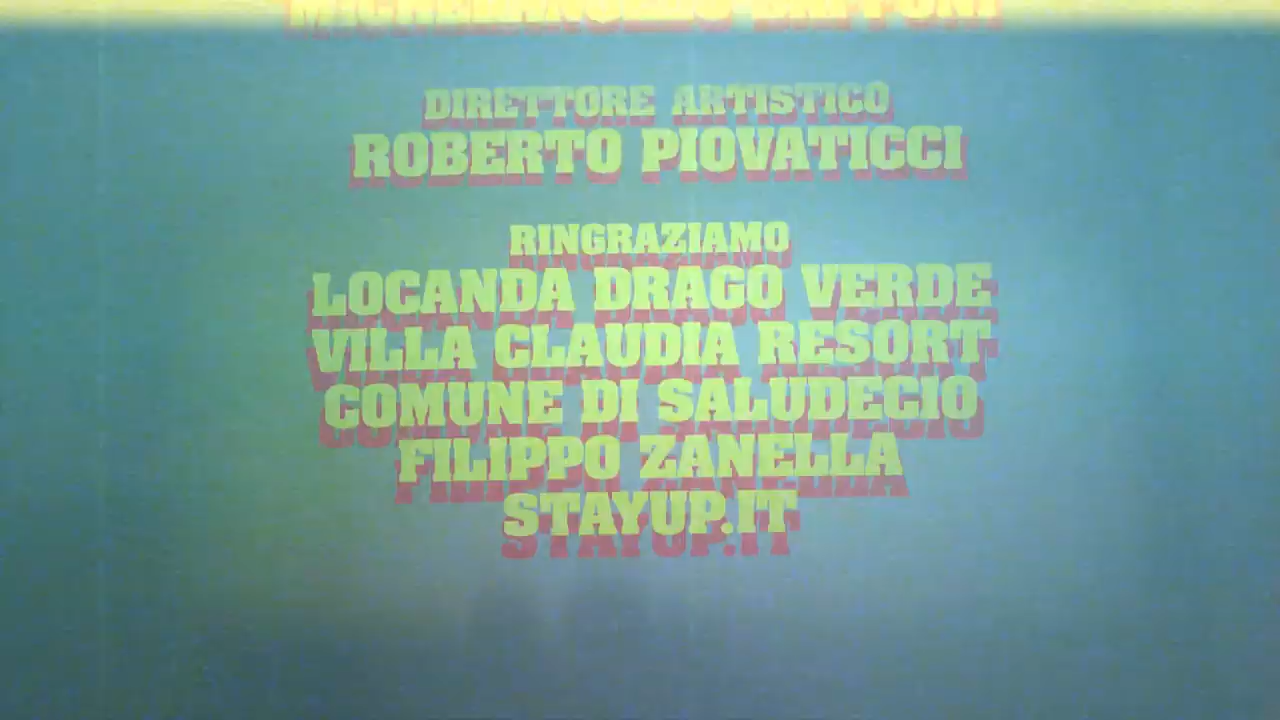 DIRETTORE ARTISTICO
ROBERTO PIOVATICCI
RINGRAZIAMO
LOCANDA DRAGO VERDE
VILLA CLAUDIA RESORT
COMUNE DI SALUDECIO
FILIPPO ZANELLA
STAYUP.IT